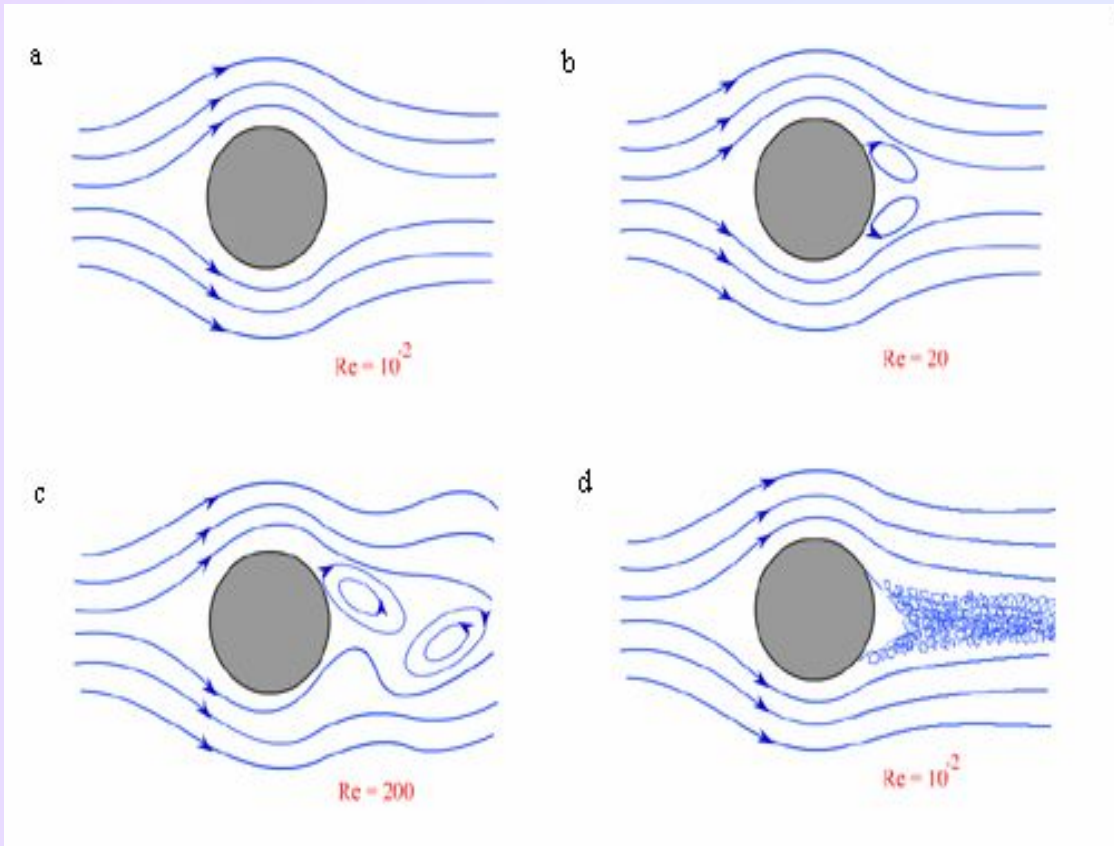 a
b
Re = 10⁻²
Re = 20
c
d
Re = 200
Re = 10⁻²